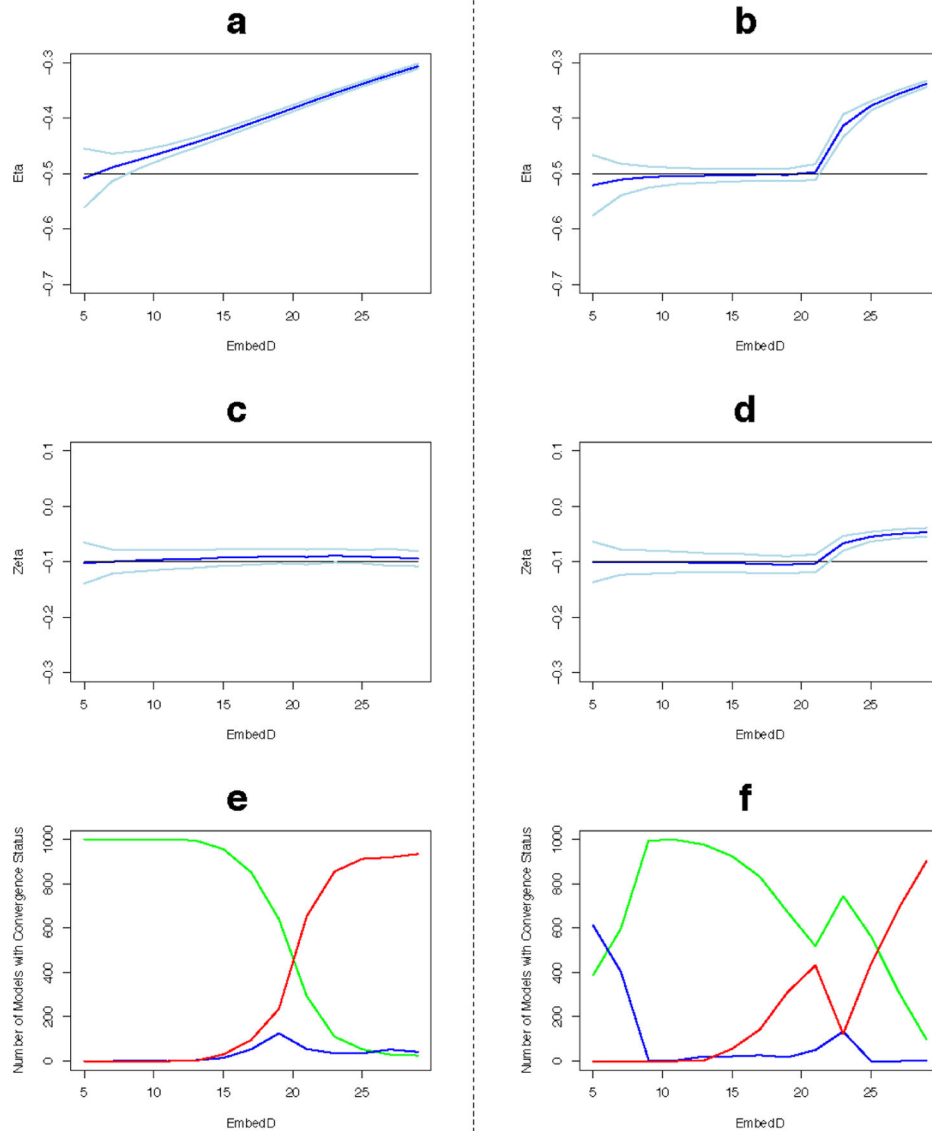 a
-0.3
-0.4
-0.5
-0.6
-0.7
Eta
5 10 15 20 25
EmbedD
b
-0.3
-0.4
-0.5
-0.6
-0.7
Eta
5 10 15 20 25
EmbedD
c
0.1
0.0
-0.1
-0.2
-0.3
Zeta
5 10 15 20 25
EmbedD
d
0.1
0.0
-0.1
-0.2
-0.3
Zeta
5 10 15 20 25
EmbedD
e
1000
800
600
400
200
0
Number of Models with Convergence Status
5 10 15 20 25
EmbedD
f
1000
800
600
400
200
0
Number of Models with Convergence Status
5 10 15 20 25
EmbedD